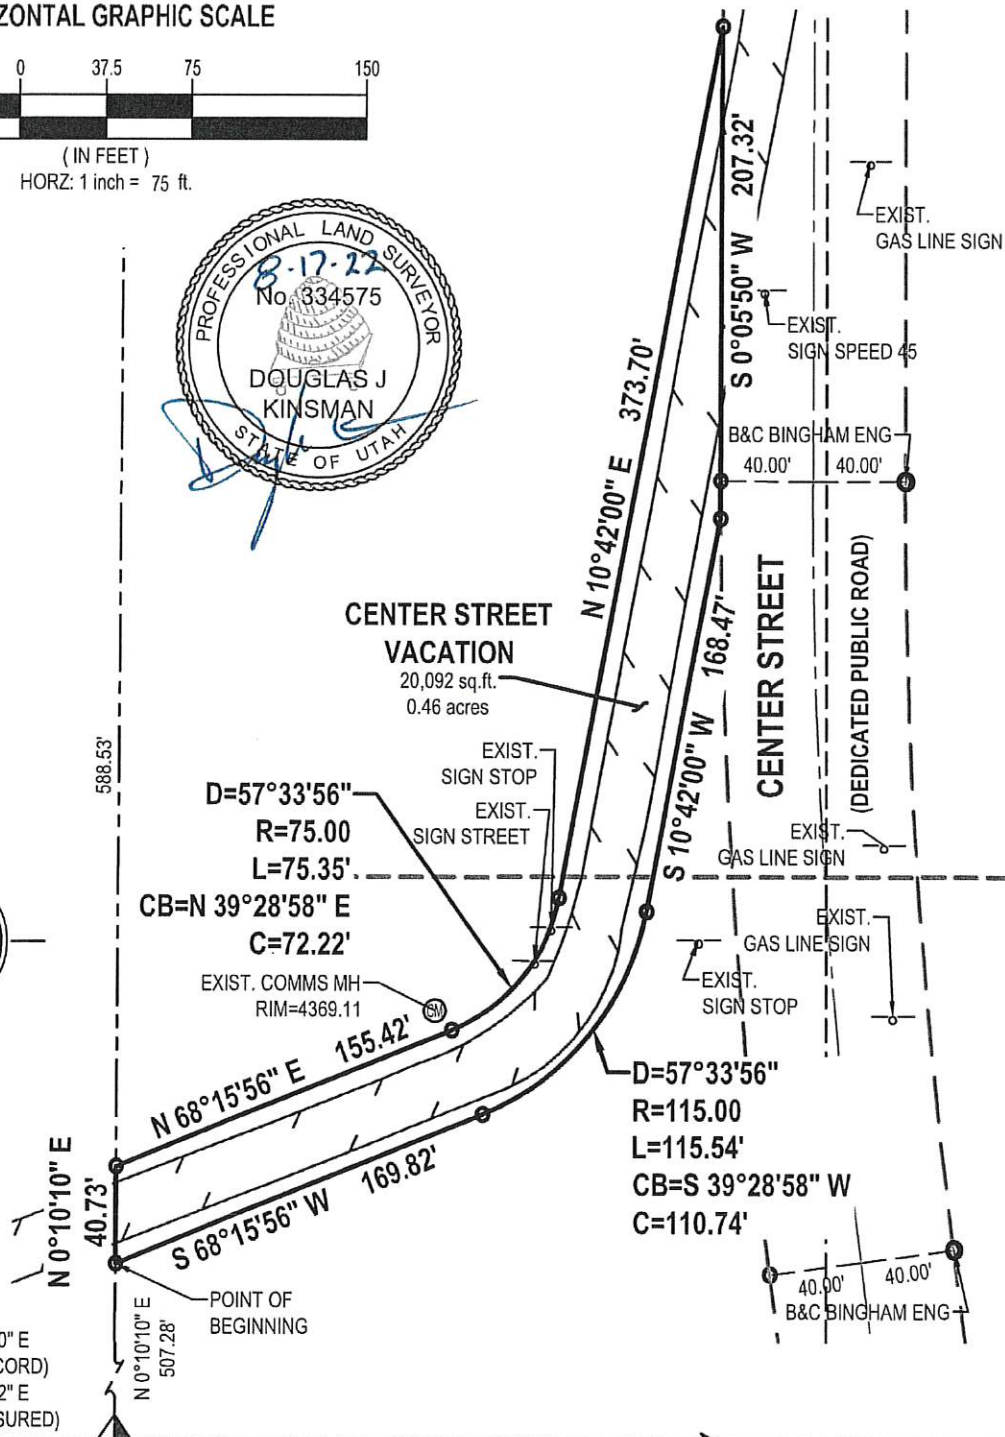 ZONTAL GRAPHIC SCALE
0 37.5 75 150
( IN FEET )
HORZ: 1 inch = 75 ft.
PROFESSIONAL LAND SURVEYOR
8-17-22
No. 334575
DOUGLAS J
KINSMAN
STATE OF UTAH
S 0°05'50" W 207.32'
EXIST.
GAS LINE SIGN
EXIST.
SIGN SPEED 45
B&C BINGHAM ENG
40.00' 40.00'
N 10°42'00" E 373.70'
CENTER STREET
VACATION
20,092 sq.ft.
0.46 acres
S 10°42'00" W 168.47'
CENTER STREET
(DEDICATED PUBLIC ROAD)
588.53'
EXIST.
SIGN STOP
EXIST.
SIGN STREET
D=57°33'56"
R=75.00
L=75.35'
CB=N 39°28'58" E
C=72.22'
EXIST.
GAS LINE SIGN
EXIST.
GAS LINE SIGN
EXIST.
SIGN STOP
EXIST. COMMS MH
RIM=4369.11
CM
N 68°15'56" E 155.42'
D=57°33'56"
R=115.00
L=115.54'
CB=S 39°28'58" W
C=110.74'
N 0°10'10" E
40.73'
S 68°15'56" W 169.82'
POINT OF
BEGINNING
N 0°10'10" E
507.28'
40.00' 40.00'
B&C BINGHAM ENG
0" E
CORD)
2" E
SURED)